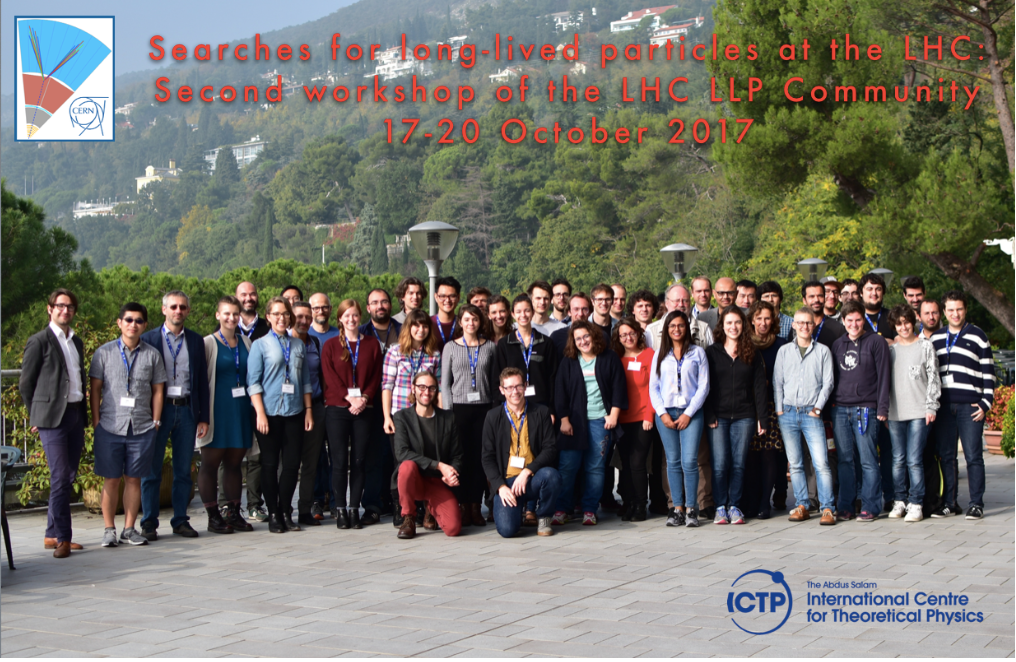 Searches for long-lived particles at the LHC:
Second workshop of the LHC LLP Community
17-20 October 2017
CERN
ICTP
The Abdus Salam
International Centre
for Theoretical Physics